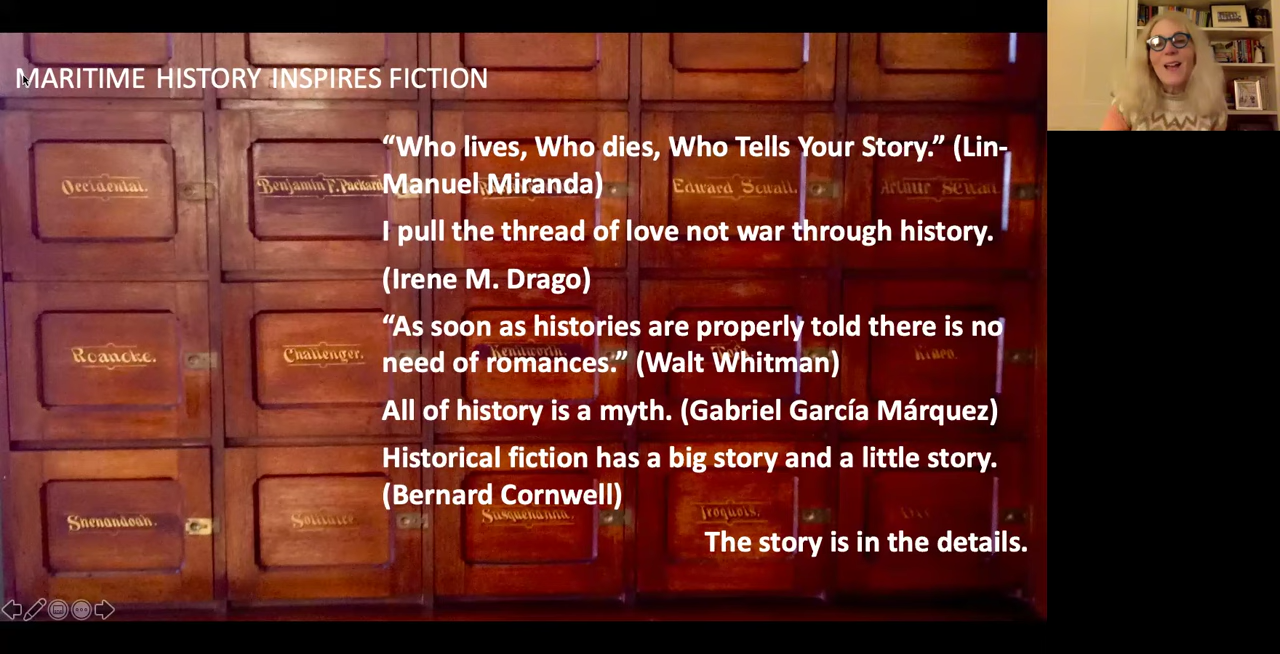 MARITIME HISTORY INSPIRES FICTION
“Who lives, Who dies, Who Tells Your Story.” (Lin-
Manuel Miranda)
I pull the thread of love not war through history.
(Irene M. Drago)
“As soon as histories are properly told there is no
need of romances.” (Walt Whitman)
All of history is a myth. (Gabriel García Márquez)
Historical fiction has a big story and a little story.
(Bernard Cornwell)
The story is in the details.
Occidental.
Benjamin F. Packard
Edward Sewall.
Arthur Sewall.
Roanoke.
Challenger.
Kenilworth.
Shenandoah.
Solitaire.
Susquehanna.
Iroquois.